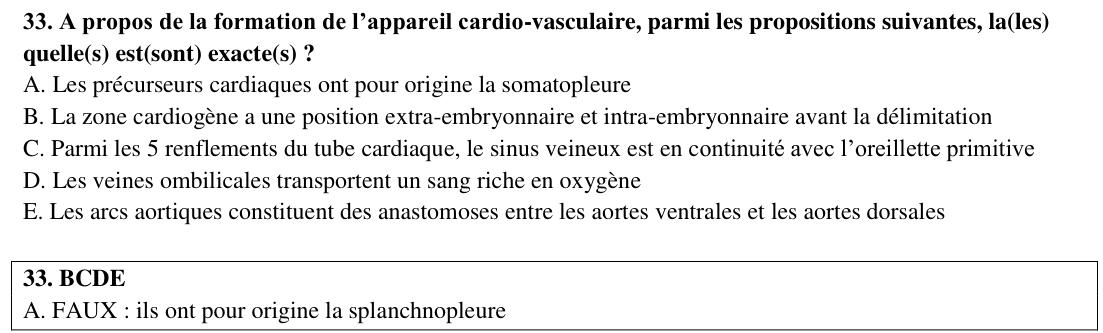 33. A propos de la formation de l’appareil cardio-vasculaire, parmi les propositions suivantes, la(les)
quelle(s) est(sont) exacte(s) ?
A. Les précurseurs cardiaques ont pour origine la somatopleure
B. La zone cardiogène a une position extra-embryonnaire et intra-embryonnaire avant la délimitation
C. Parmi les 5 renflements du tube cardiaque, le sinus veineux est en continuité avec l’oreillette primitive
D. Les veines ombilicales transportent un sang riche en oxygène
E. Les arcs aortiques constituent des anastomoses entre les aortes ventrales et les aortes dorsales
33. BCDE
A. FAUX : ils ont pour origine la splanchnopleure